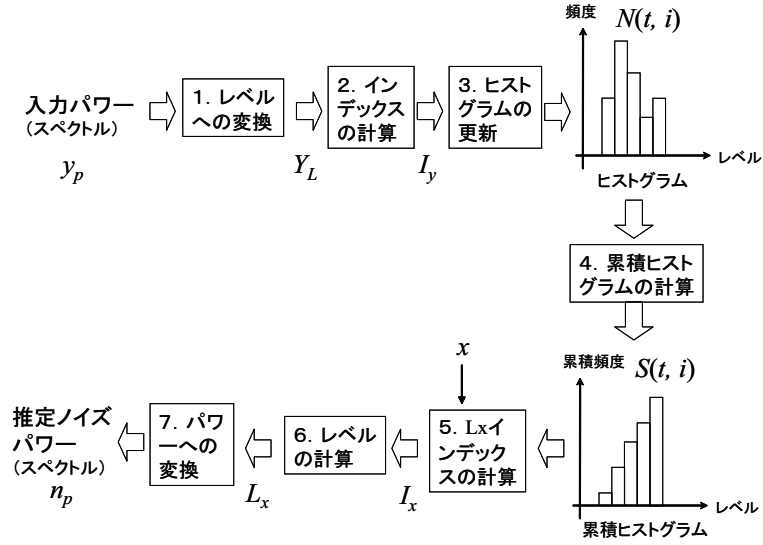 頻度
N(t, i)
レベル
ヒストグラム
入力パワー
（スペクトル）
y_p
1. レベル
への変換
Y_L
2. イン
デックス
の計算
I_y
3. ヒスト
グラムの
更新
4. 累積ヒスト
グラムの計算
累積頻度
S(t, i)
レベル
累積ヒストグラム
x
5. Lxイ
ンデック
スの計算
I_x
6. レベル
の計算
L_x
7. パワ
ーへの
変換
推定ノイズ
パワー
（スペクトル）
n_p